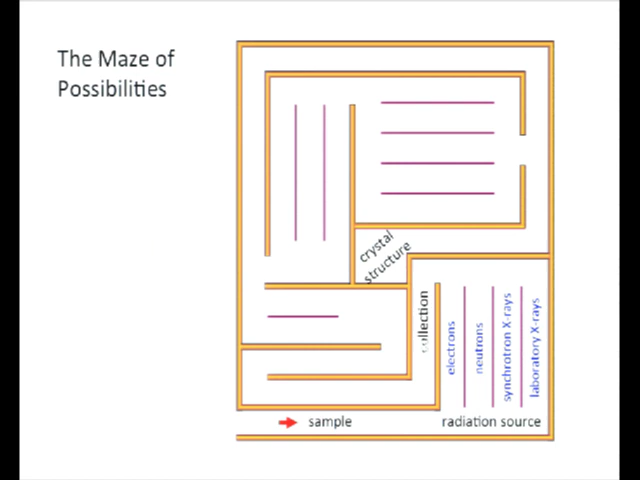 The Maze of
Possibilities
crystal
structure
collection
electrons
neutrons
synchrotron X-rays
laboratory X-rays
sample
radiation source